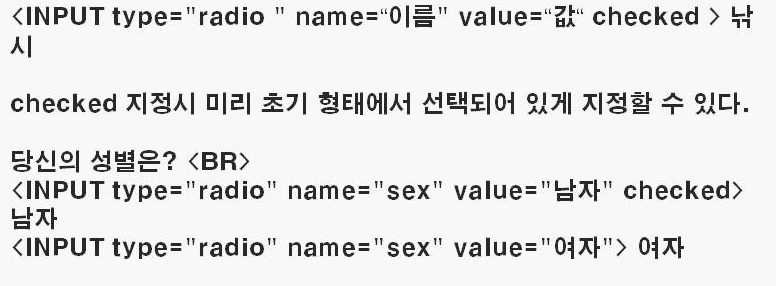 <INPUT type="radio " name=“이름" value=“값“ checked > 낚
시
checked 지정시 미리 초기 형태에서 선택되어 있게 지정할 수 있다.
당신의 성별은? <BR>
<INPUT type="radio" name="sex" value="남자" checked>
남자
<INPUT type="radio" name="sex" value="여자"> 여자